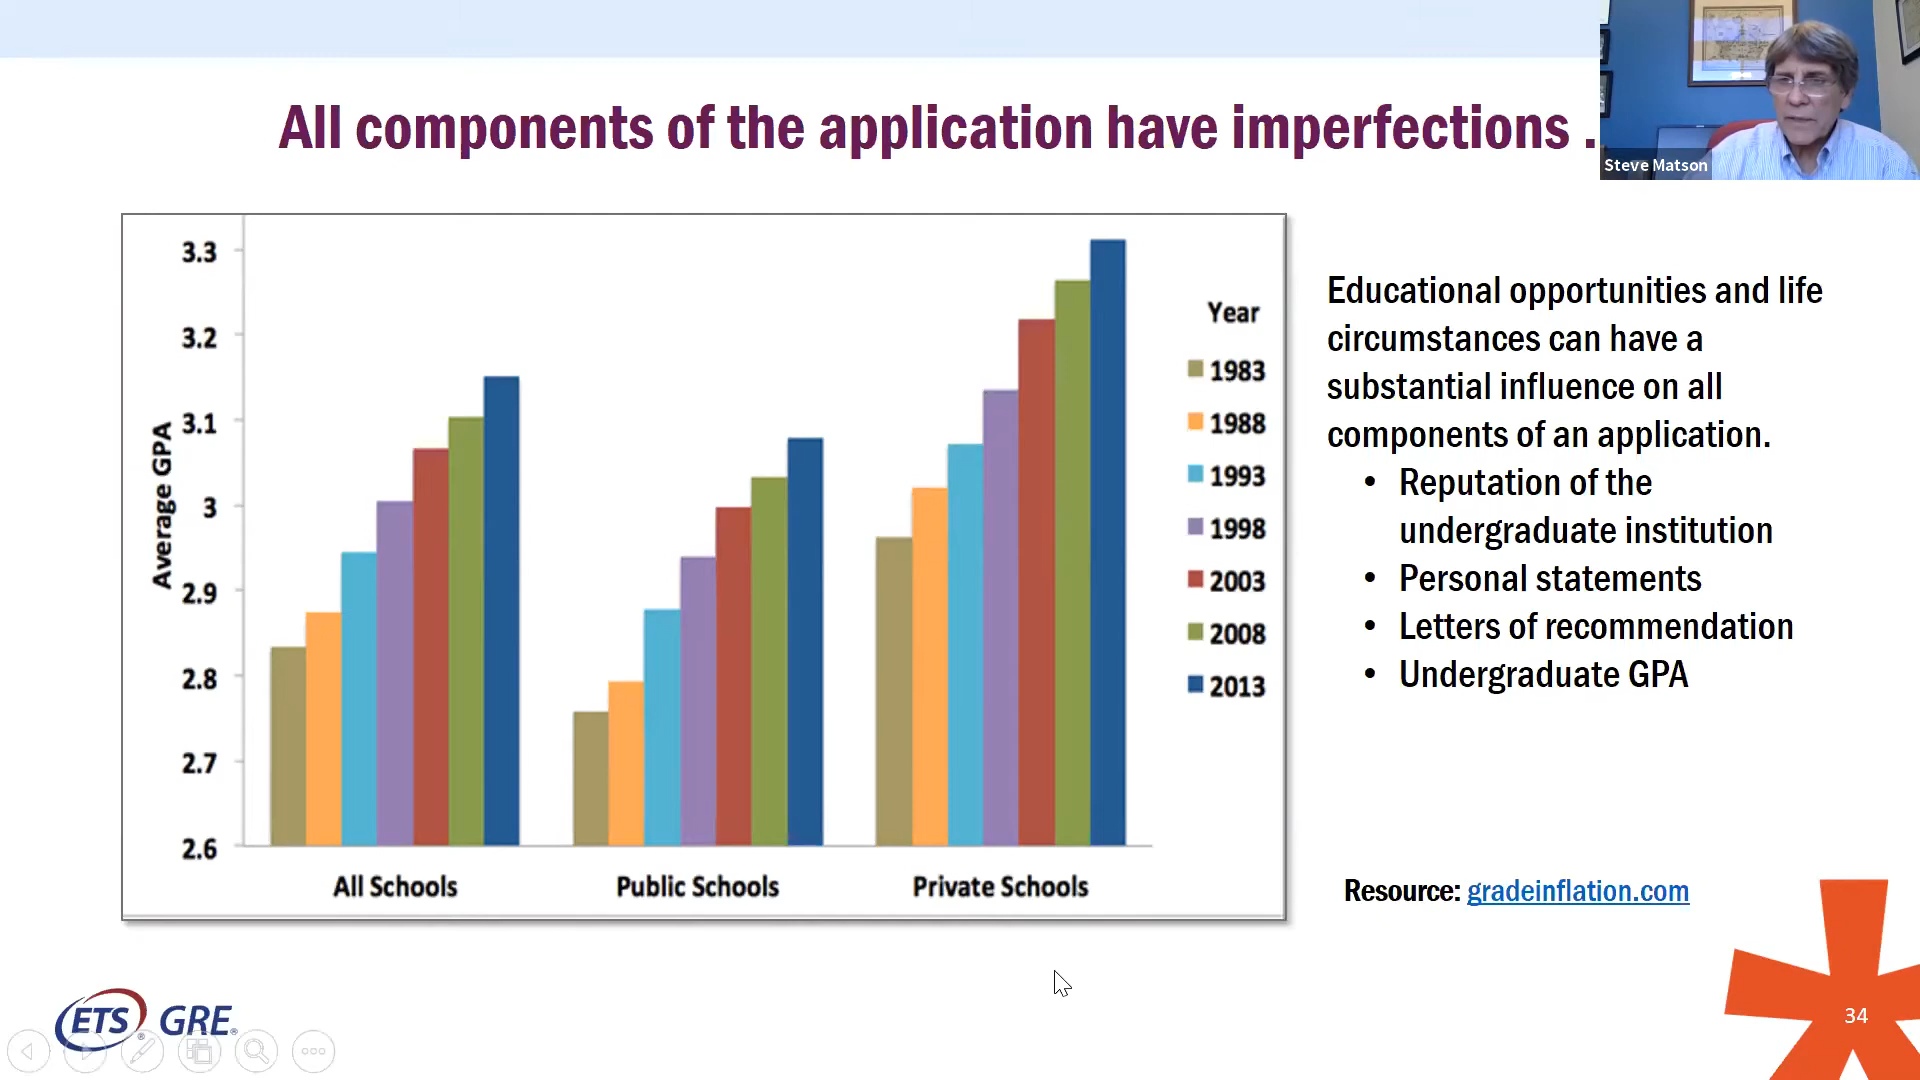 All components of the application have imperfections .
Steve Matson
3.3
3.2
3.1
3
2.9
2.8
2.7
2.6
Average GPA
All Schools
Public Schools
Private Schools
Year
1983
1988
1993
1998
2003
2008
2013
Educational opportunities and life
circumstances can have a
substantial influence on all
components of an application.
• Reputation of the
undergraduate institution
• Personal statements
• Letters of recommendation
• Undergraduate GPA
Resource: gradeinflation.com
ETS® GRE®
34